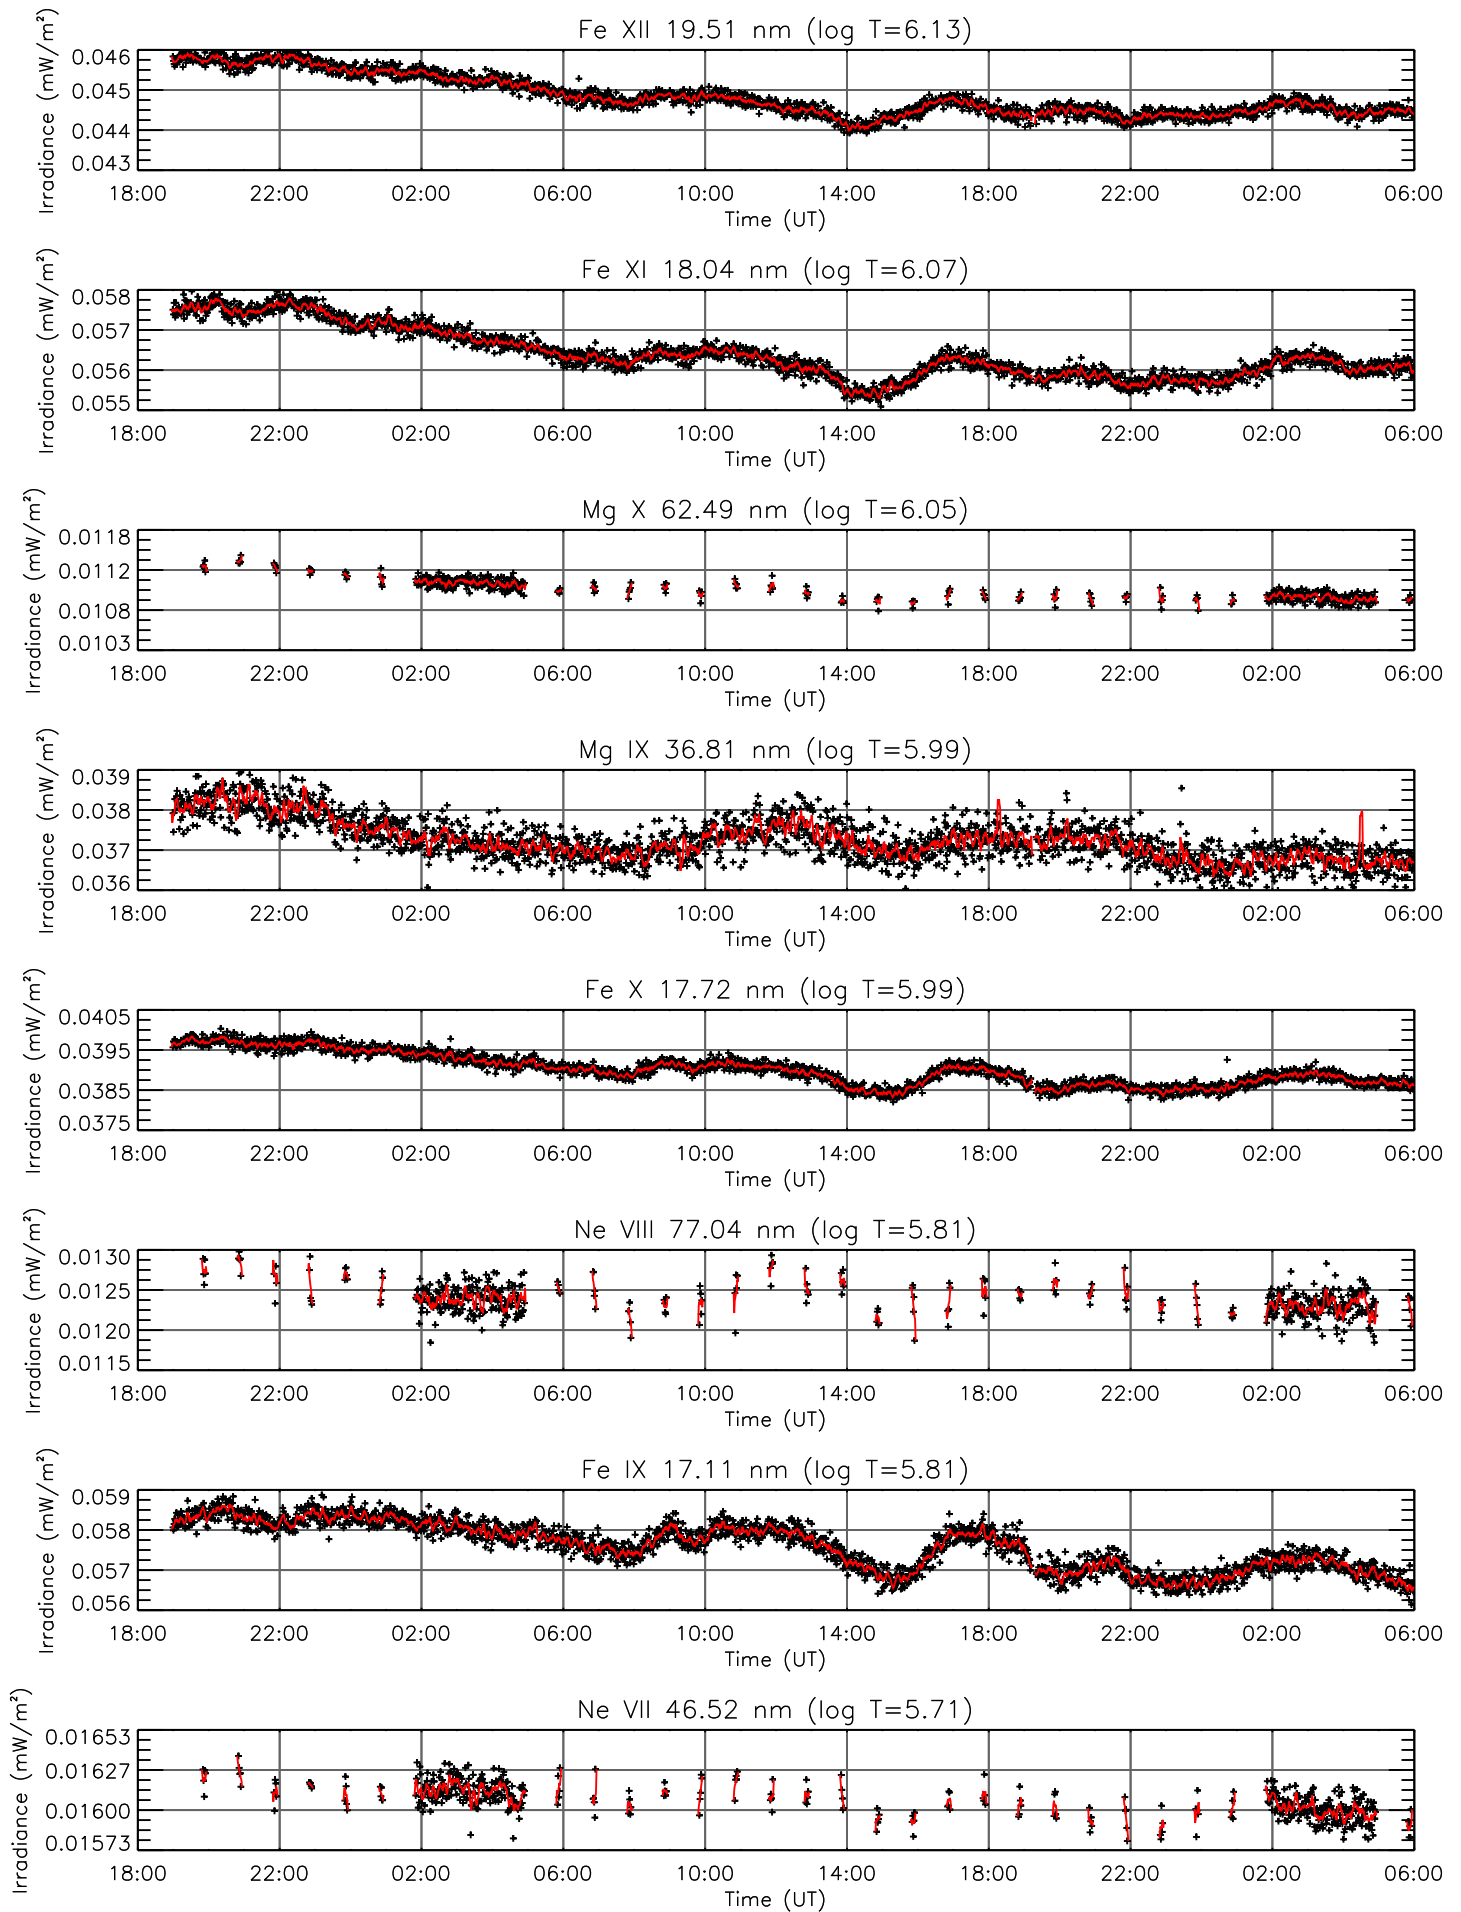 Fe XII 19.51 nm (log T=6.13)
Irradiance (mW/m²)
0.046
0.045
0.044
0.043
18:00 22:00 02:00 06:00 10:00 14:00 18:00 22:00 02:00 06:00
Time (UT)
Fe XI 18.04 nm (log T=6.07)
Irradiance (mW/m²)
0.058
0.057
0.056
0.055
18:00 22:00 02:00 06:00 10:00 14:00 18:00 22:00 02:00 06:00
Time (UT)
Mg X 62.49 nm (log T=6.05)
Irradiance (mW/m²)
0.0118
0.0112
0.0108
0.0103
18:00 22:00 02:00 06:00 10:00 14:00 18:00 22:00 02:00 06:00
Time (UT)
Mg IX 36.81 nm (log T=5.99)
Irradiance (mW/m²)
0.039
0.038
0.037
0.036
18:00 22:00 02:00 06:00 10:00 14:00 18:00 22:00 02:00 06:00
Time (UT)
Fe X 17.72 nm (log T=5.99)
Irradiance (mW/m²)
0.0405
0.0395
0.0385
0.0375
18:00 22:00 02:00 06:00 10:00 14:00 18:00 22:00 02:00 06:00
Time (UT)
Ne VIII 77.04 nm (log T=5.81)
Irradiance (mW/m²)
0.0130
0.0125
0.0120
0.0115
18:00 22:00 02:00 06:00 10:00 14:00 18:00 22:00 02:00 06:00
Time (UT)
Fe IX 17.11 nm (log T=5.81)
Irradiance (mW/m²)
0.059
0.058
0.057
0.056
18:00 22:00 02:00 06:00 10:00 14:00 18:00 22:00 02:00 06:00
Time (UT)
Ne VII 46.52 nm (log T=5.71)
Irradiance (mW/m²)
0.01653
0.01627
0.01600
0.01573
18:00 22:00 02:00 06:00 10:00 14:00 18:00 22:00 02:00 06:00
Time (UT)